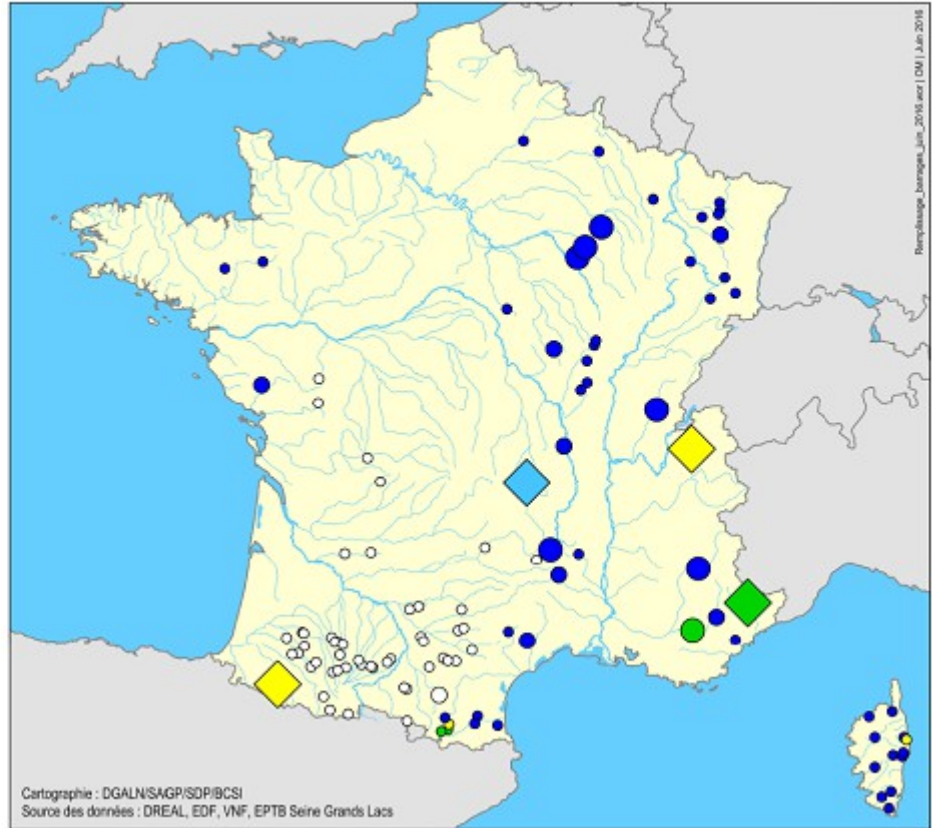 Remplissage_barrages_juin_2016.wor | DM | Juin 2016
Cartographie : DGALN/SAGP/SDP/BCSI
Source des données : DREAL, EDF, VNF, EPTB Seine Grands Lacs